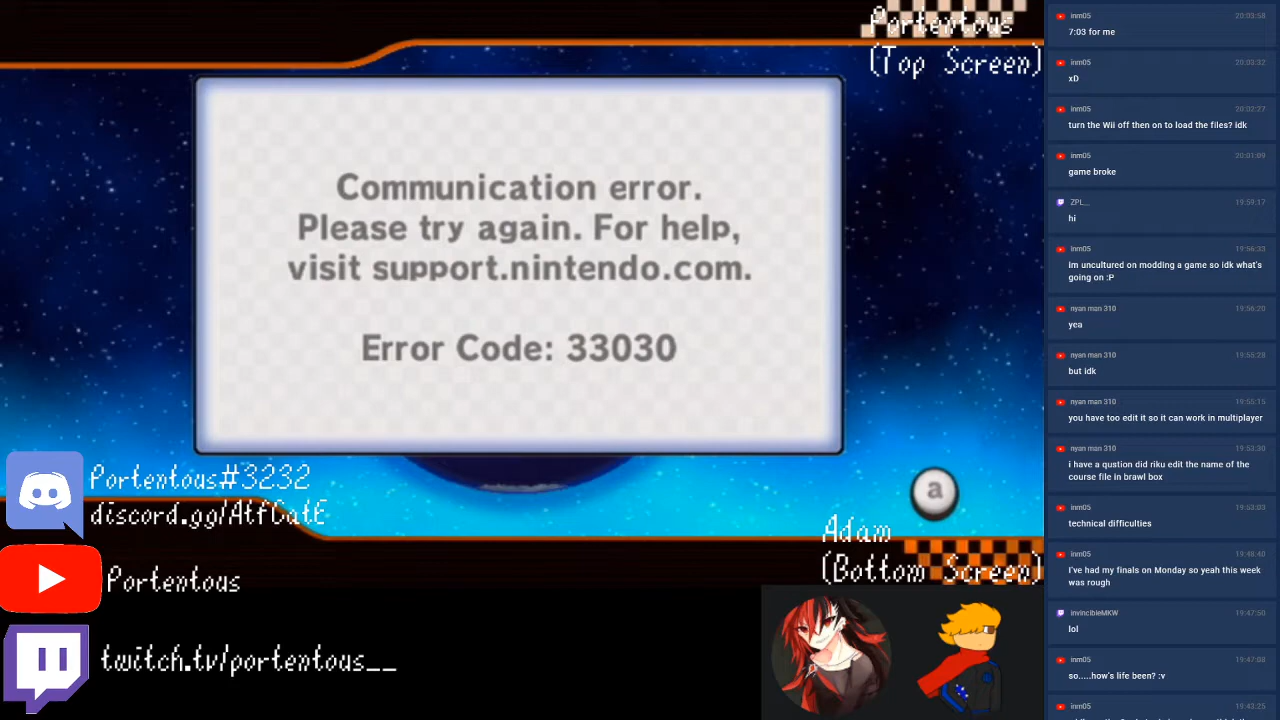 Portentous
(Top Screen)
Communication error.
Please try again. For help,
visit support.nintendo.com.
Error Code: 33030
a
Portentous#3232
discord.gg/AtfCatE
Adam
(Bottom Screen)
Portentous
twitch.tv/portentous__
inm05 20:03:58
7:03 for me
inm05 20:03:32
xD
inm05 20:02:27
turn the Wii off then on to load the files? idk
inm05 20:01:09
game broke
ZPL_ 19:59:17
hi
inm05 19:56:33
im uncultured on modding a game so idk what's
going on :P
nyan man 310 19:56:20
yea
nyan man 310 19:55:28
but idk
nyan man 310 19:55:15
you have too edit it so it can work in multiplayer
nyan man 310 19:53:30
i have a qustion did riku edit the name of the
course file in brawl box
inm05 19:53:03
technical difficulties
inm05 19:48:40
I've had my finals on Monday so yeah this week
was rough
invincibleMKW 19:47:50
lol
inm05 19:47:08
so.....how's life been? :v
inm05 19:43:25